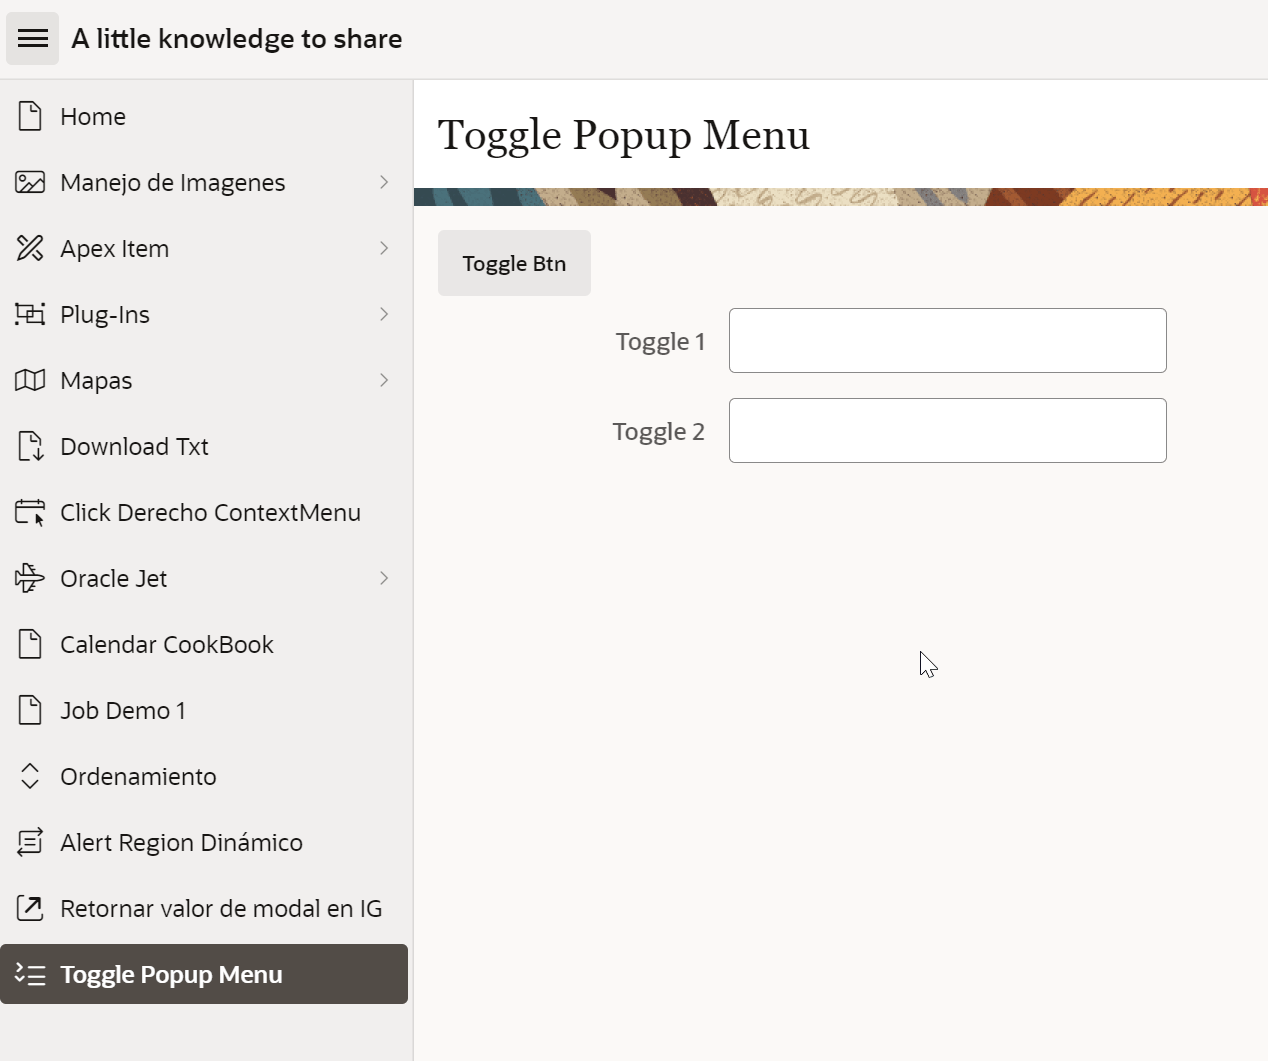 A little knowledge to share
Home
Manejo de Imagenes
Apex Item
Plug-Ins
Mapas
Download Txt
Click Derecho ContextMenu
Oracle Jet
Calendar CookBook
Job Demo 1
Ordenamiento
Alert Region Dinámico
Retornar valor de modal en IG
Toggle Popup Menu
Toggle Popup Menu
Toggle Btn
Toggle 1
Toggle 2